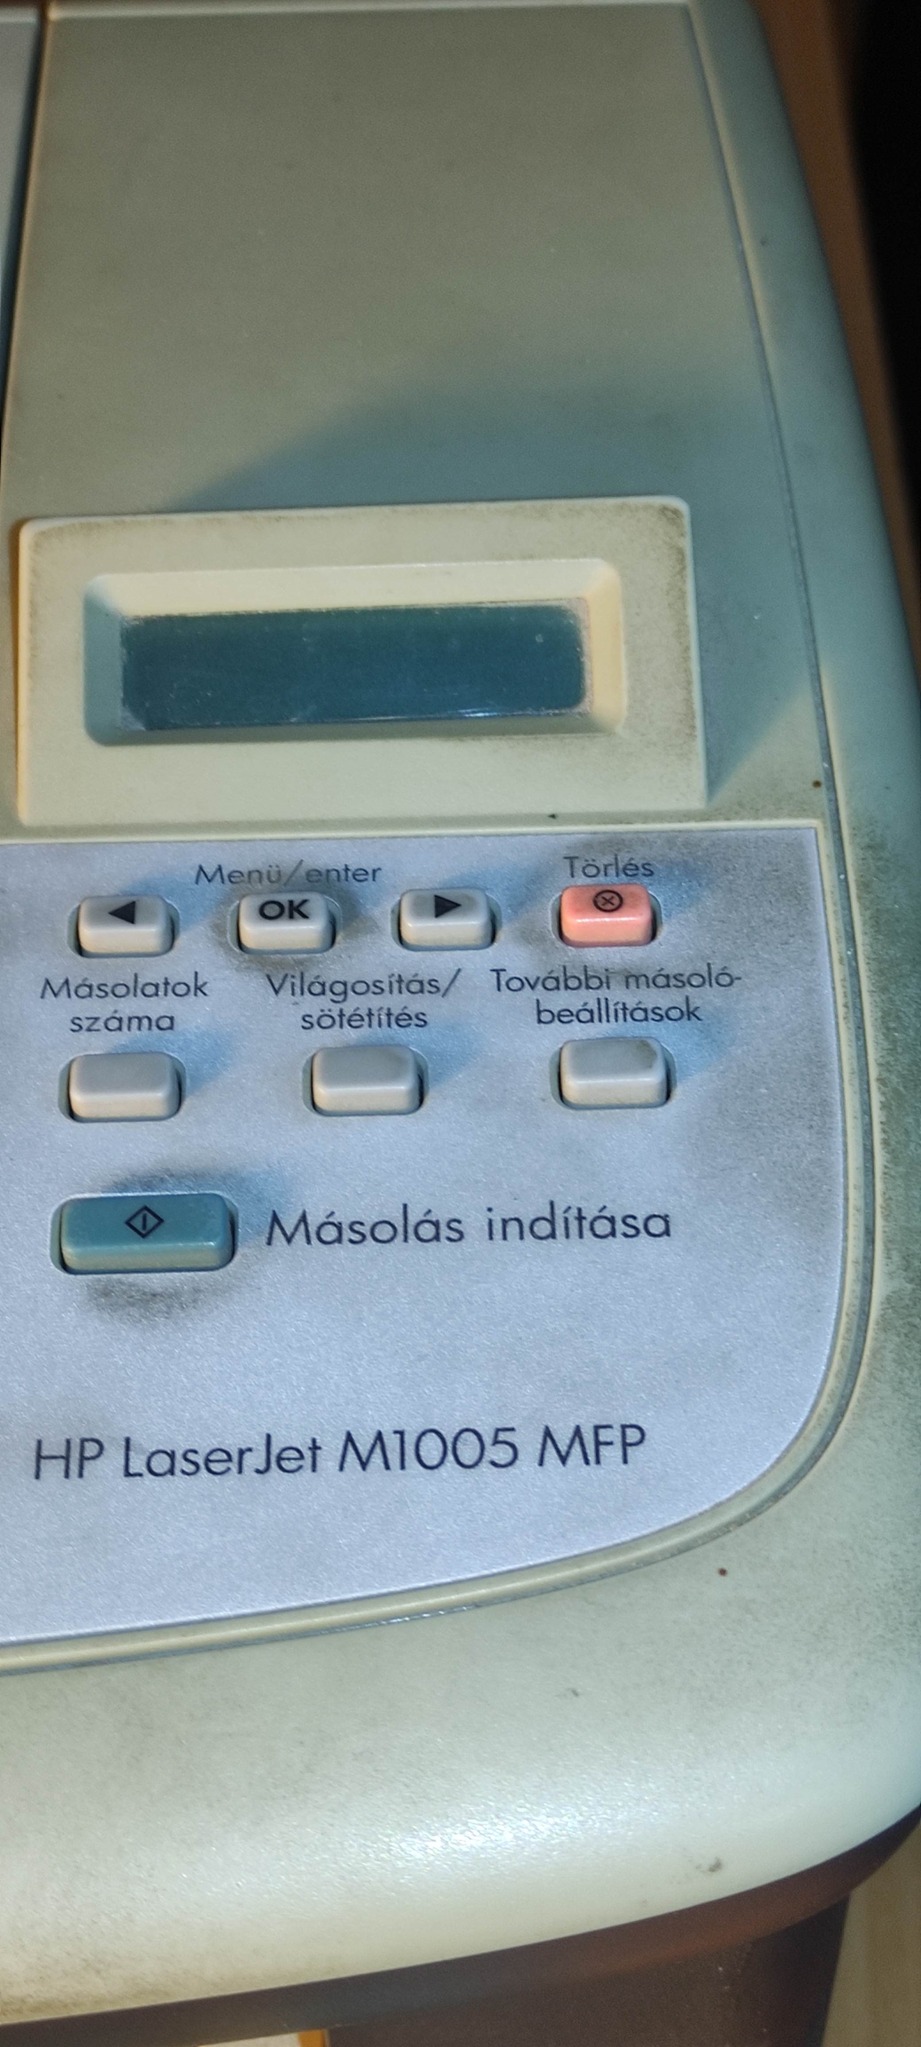 Menü/enter
Törlés
OK
Másolatok
száma
Világosítás/
sötétítés
További másoló-
beállítások
Másolás indítása
HP LaserJet M1005 MFP